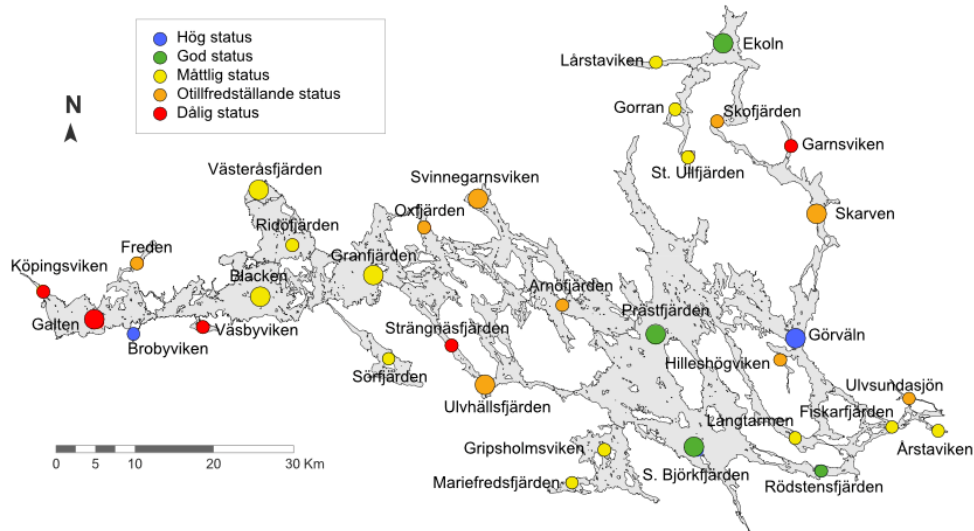 Hög status
God status
Måttlig status
Otillfredställande status
Dålig status
N
Ekoln
Lårstaviken
Gorran
Skofjärden
Garnsviken
St. Ullfjärden
Västeråsfjärden
Svinnegarnsviken
Oxfjärden
Skarven
Ridöfjärden
Freden
Granfjärden
Köpingsviken
Blacken
Arnöfjärden
Prästfjärden
Galten
Väsbyviken
Strängnäsfjärden
Görväln
Brobyviken
Hilleshögviken
Sörfjärden
Ulvsundasjön
Ulvhällsfjärden
Långtarmen
Fiskarfjärden
Årstaviken
Gripsholmsviken
S. Björkfjärden
Mariefredsfjärden
Rödstensfjärden
0 5 10 20 30 Km